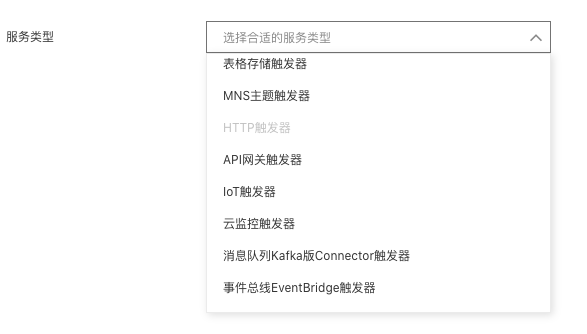 服务类型
选择合适的服务类型
表格存储触发器
MNS主题触发器
HTTP触发器
API网关触发器
IoT触发器
云监控触发器
消息队列Kafka版Connector触发器
事件总线EventBridge触发器